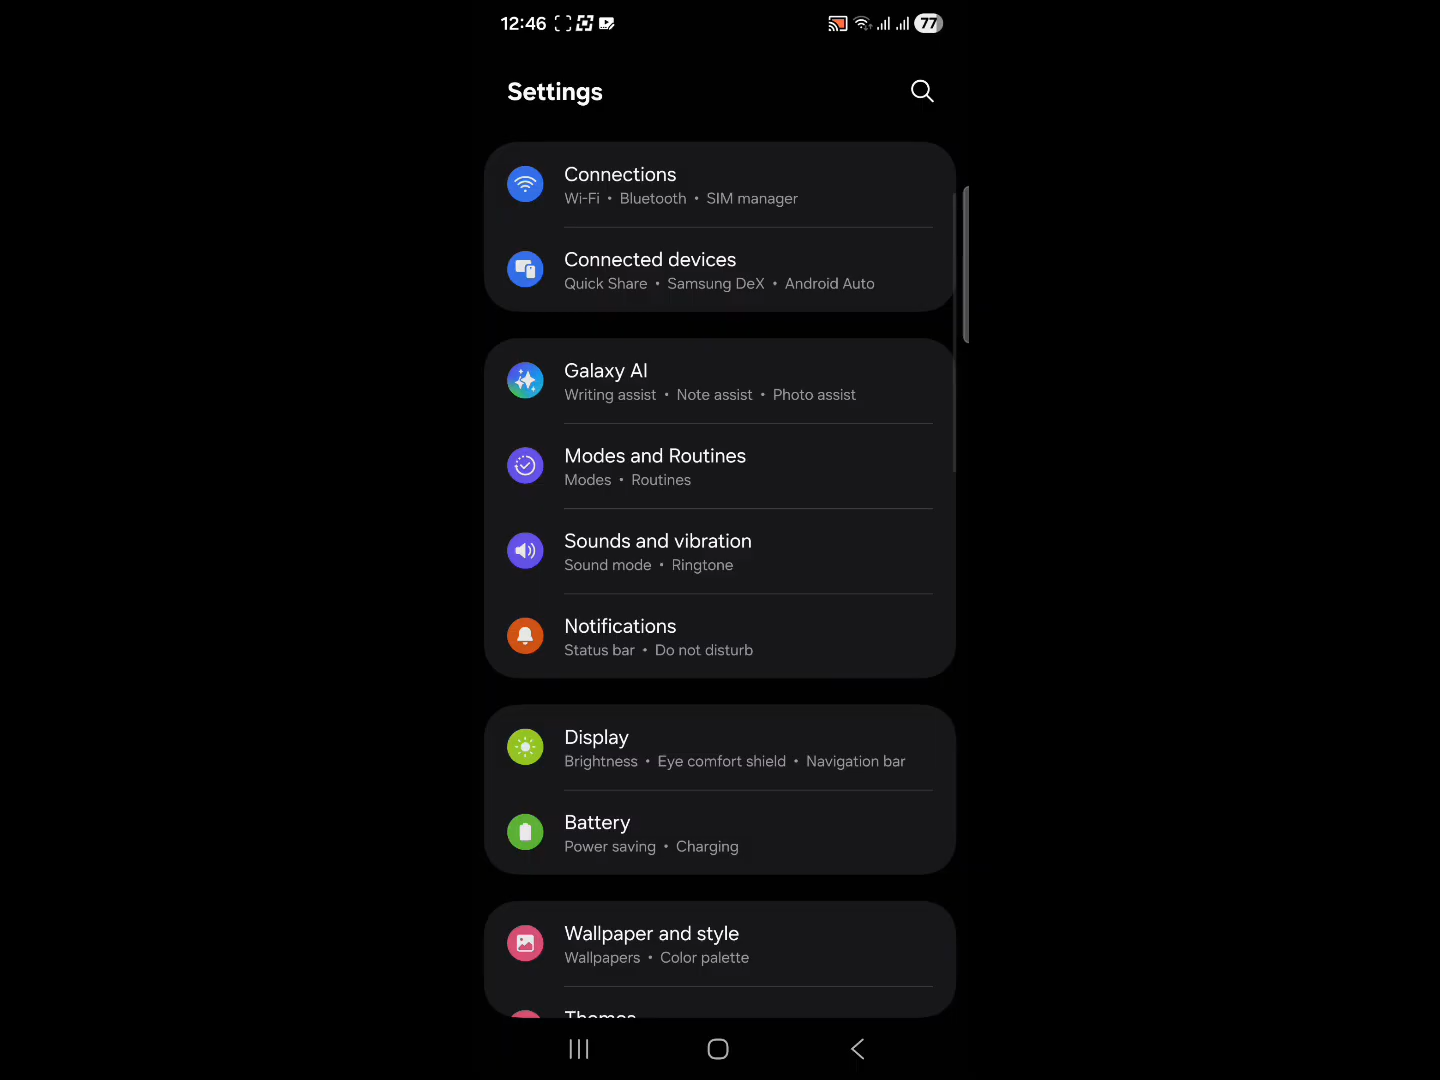 12:46
77
Settings
Connections
Wi-Fi • Bluetooth • SIM manager
Connected devices
Quick Share • Samsung DeX • Android Auto
Galaxy AI
Writing assist • Note assist • Photo assist
Modes and Routines
Modes • Routines
Sounds and vibration
Sound mode • Ringtone
Notifications
Status bar • Do not disturb
Display
Brightness • Eye comfort shield • Navigation bar
Battery
Power saving • Charging
Wallpaper and style
Wallpapers • Color palette
Themes